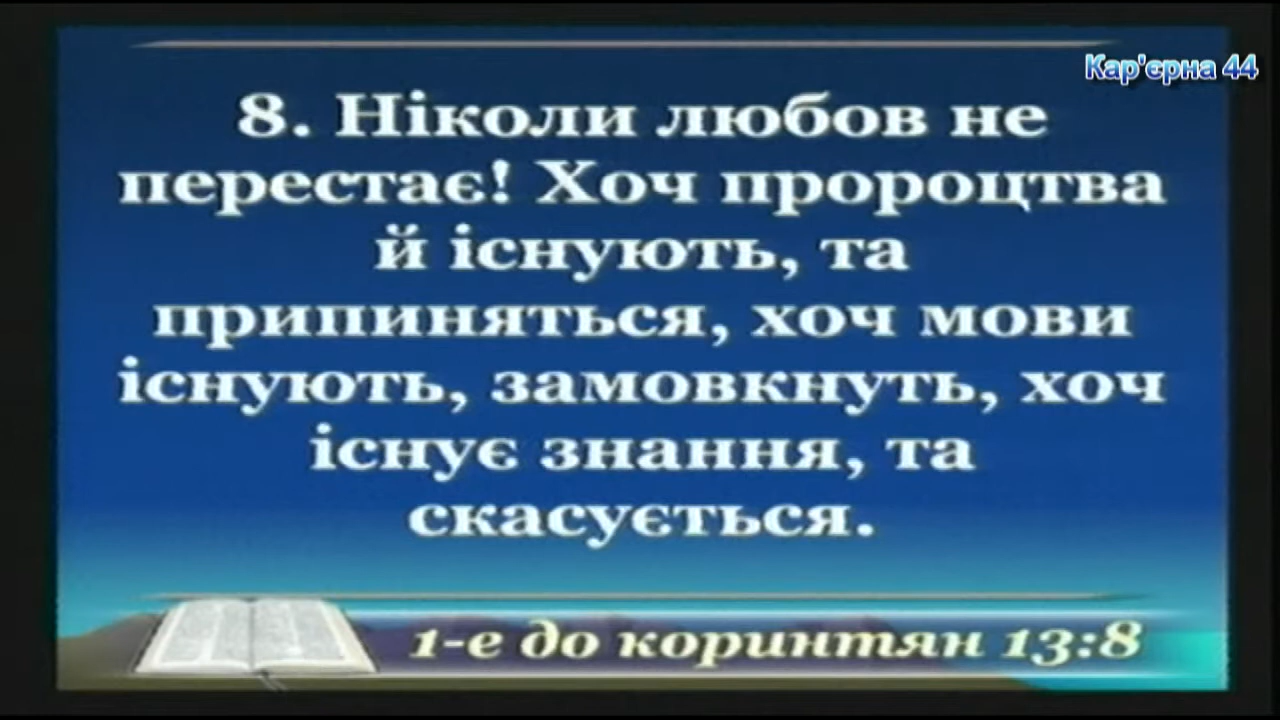 Кар'єрна 44
8. Ніколи любов не
перестає! Хоч пророцтва
й існують, та
припиняться, хоч мови
існують, замовкнуть, хоч
існує знання, та
скасується.
1-е до коринтян 13:8